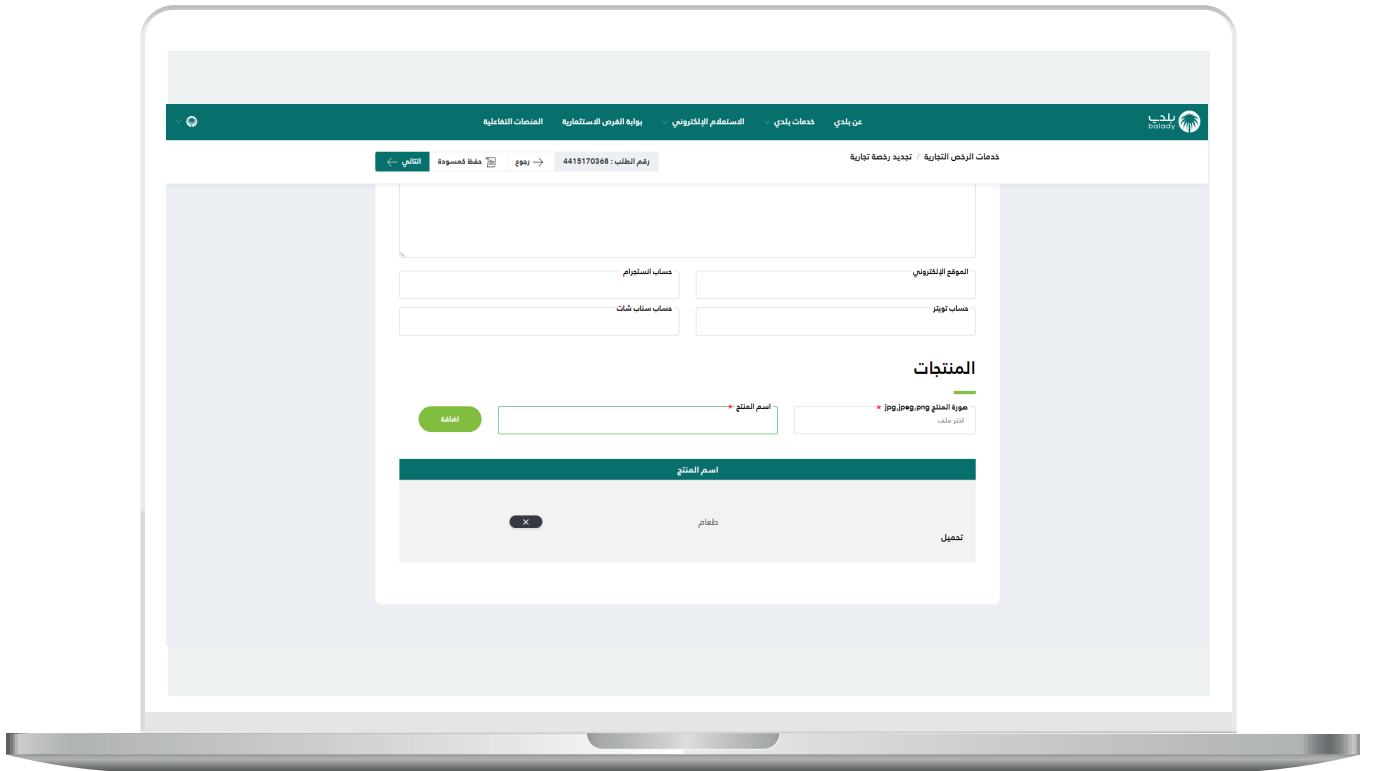 بلدي
balady
عن بلدي
خدمات بلدي
الاستعلام الإلكتروني
بوابة الفرص الاستثمارية
المنصات التفاعلية
خدمات الرخص التجارية / تجديد رخصة تجارية
رقم الطلب : 4415170368
رجوع
حفظ كمسودة
التالي
الموقع الإلكتروني
حساب انستجرام
حساب تويتر
حساب سناب شات
المنتجات
صورة المنتج jpg,jpeg,png *
اختر ملف
اسم المنتج *
اضافة
اسم المنتج
طعام
تحميل